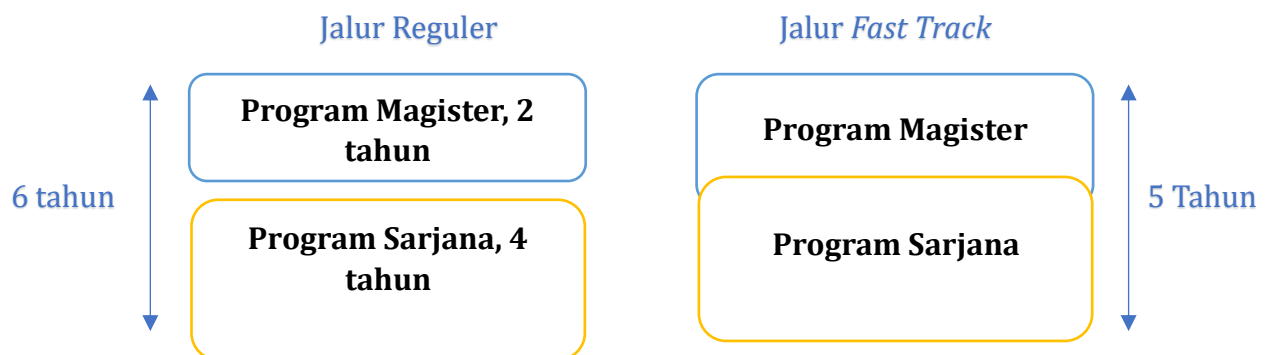 Jalur Reguler
Jalur Fast Track
Program Magister, 2
tahun
Program Magister
6 tahun
5 Tahun
Program Sarjana, 4
tahun
Program Sarjana